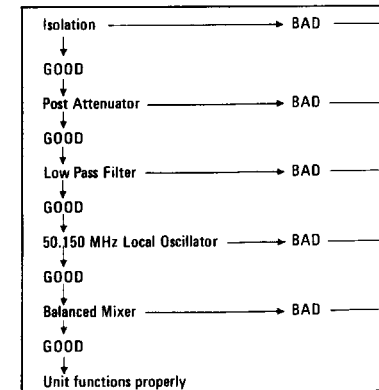 Isolation BAD
GOOD
Post Attenuator BAD
GOOD
Low Pass Filter BAD
GOOD
50.150 MHz Local Oscillator BAD
GOOD
Balanced Mixer BAD
GOOD
Unit functions properly